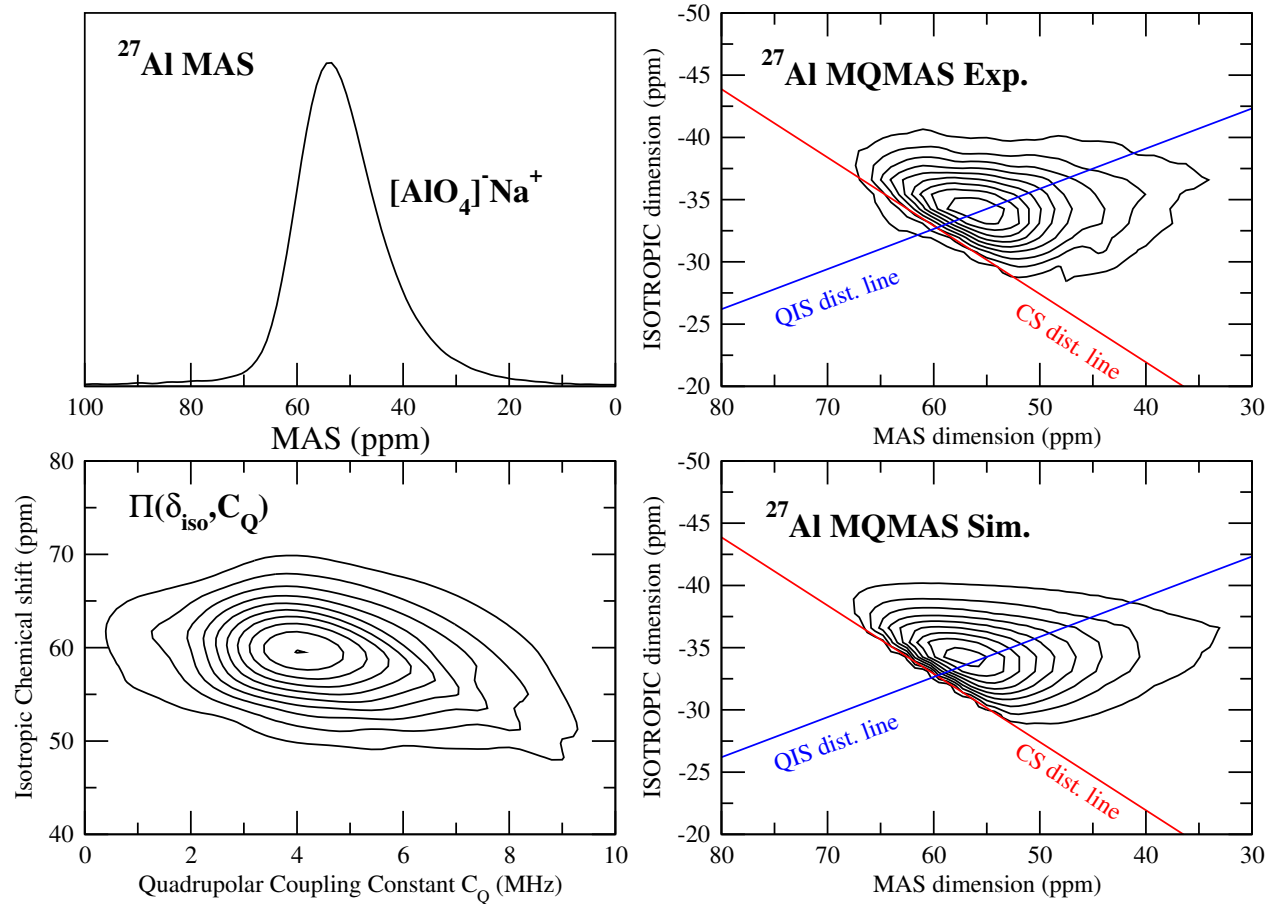 ²⁷Al MAS
[AlO₄]⁻Na⁺
100 80 60 40 20 0
MAS (ppm)
²⁷Al MQMAS Exp.
ISOTROPIC dimension (ppm)
-50
-45
-40
-35
-30
-25
-20
QIS dist. line
CS dist. line
80 70 60 50 40 30
MAS dimension (ppm)
Π(δ_iso,C_Q)
Isotropic Chemical shift (ppm)
80
70
60
50
40
0 2 4 6 8 10
Quadrupolar Coupling Constant C_Q (MHz)
²⁷Al MQMAS Sim.
ISOTROPIC dimension (ppm)
-50
-45
-40
-35
-30
-25
-20
QIS dist. line
CS dist. line
80 70 60 50 40 30
MAS dimension (ppm)